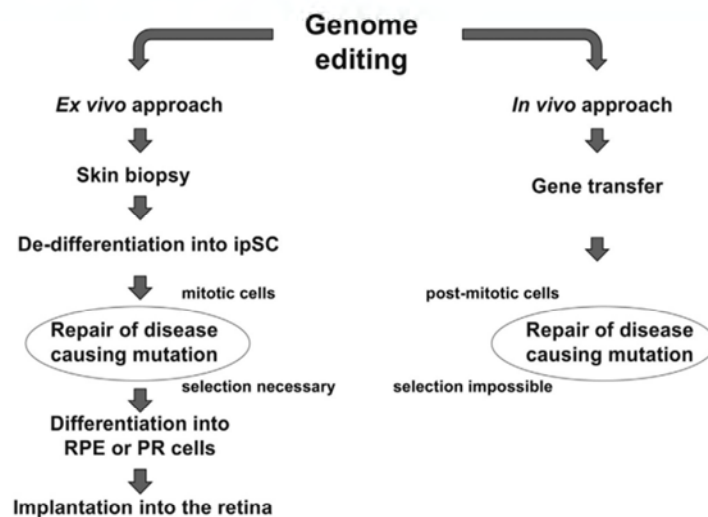 Genome
editing
Ex vivo approach
Skin biopsy
De-differentiation into ipSC
mitotic cells
Repair of disease
causing mutation
selection necessary
Differentiation into
RPE or PR cells
Implantation into the retina
In vivo approach
Gene transfer
post-mitotic cells
Repair of disease
causing mutation
selection impossible